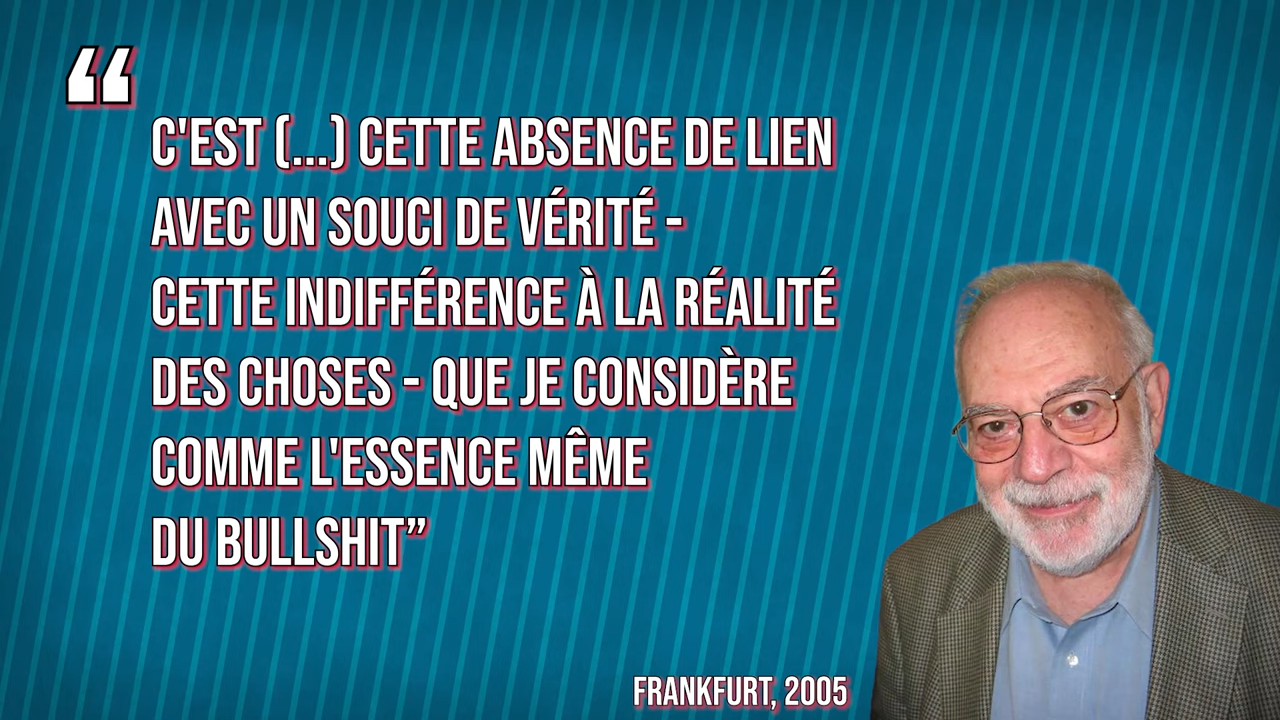 “
C'EST (...) CETTE ABSENCE DE LIEN
AVEC UN SOUCI DE VÉRITÉ -
CETTE INDIFFÉRENCE À LA RÉALITÉ
DES CHOSES - QUE JE CONSIDÈRE
COMME L'ESSENCE MÊME
DU BULLSHIT”
FRANKFURT, 2005